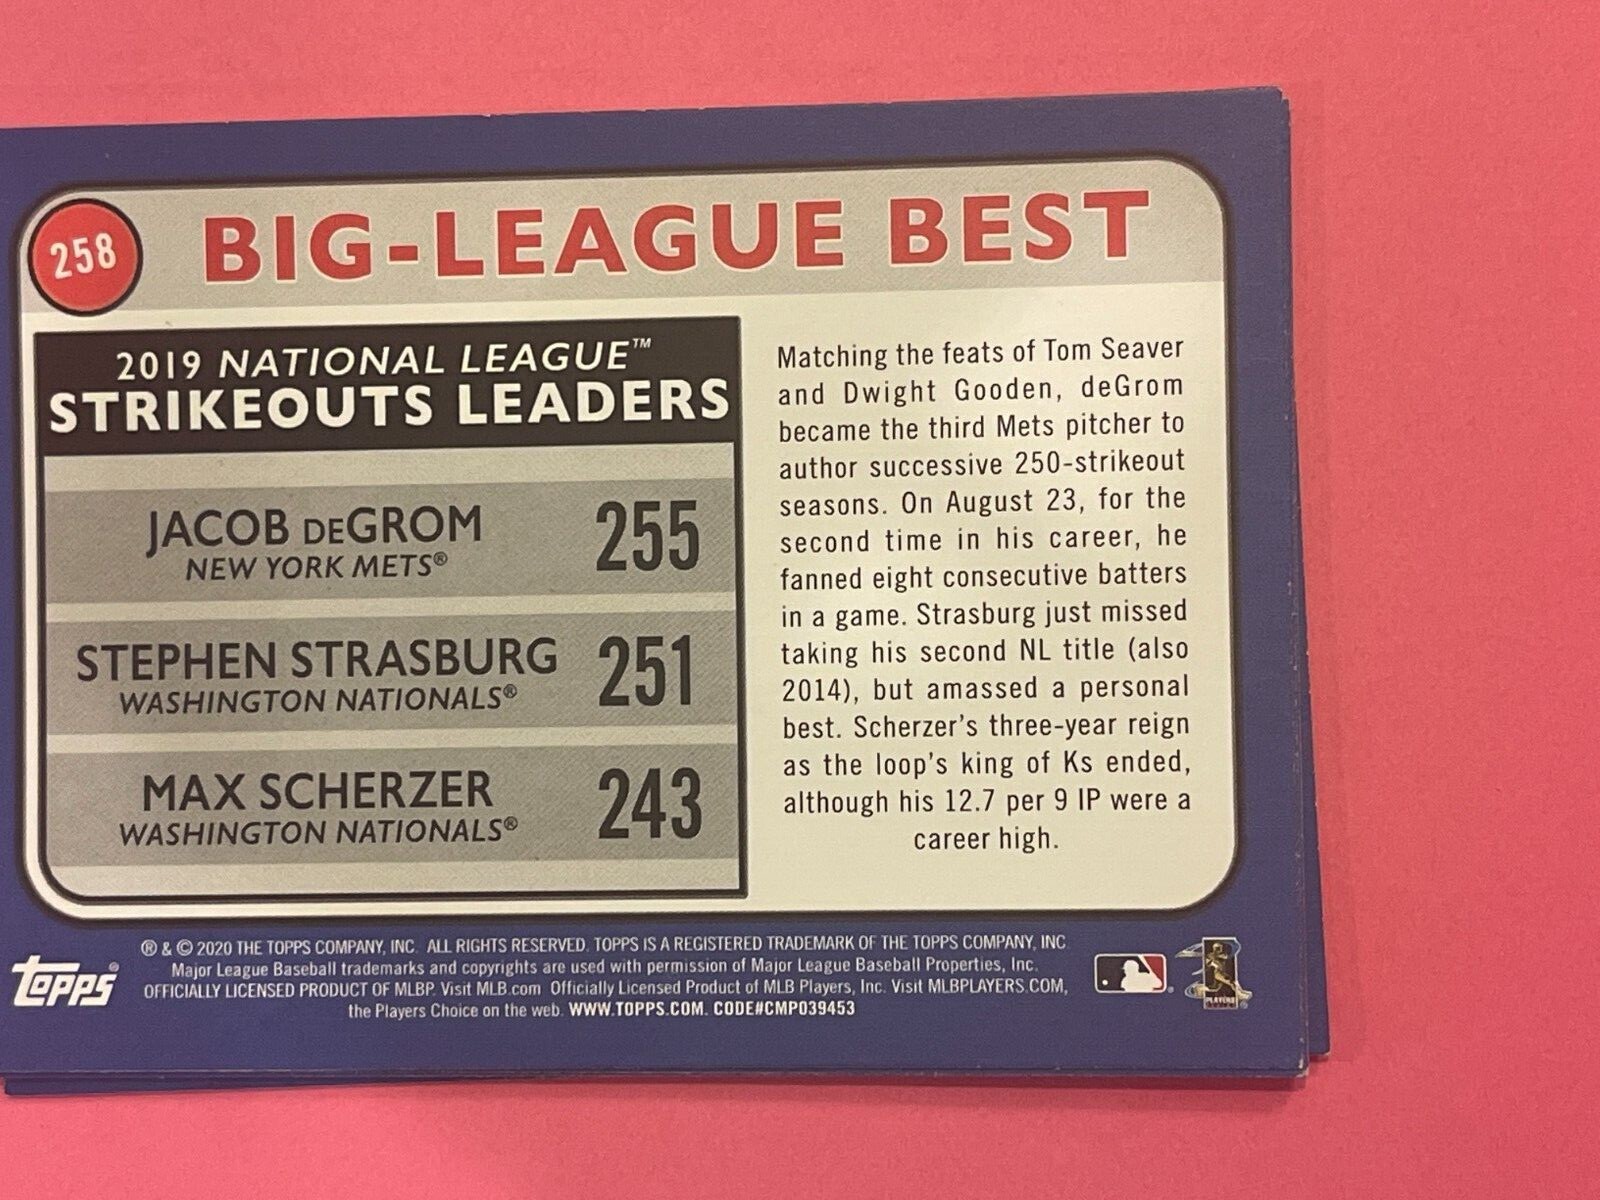 258
BIG-LEAGUE BEST
2019 NATIONAL LEAGUE™
STRIKEOUTS LEADERS
JACOB DEGROM
NEW YORK METS®
255
STEPHEN STRASBURG
WASHINGTON NATIONALS®
251
MAX SCHERZER
WASHINGTON NATIONALS®
243
Matching the feats of Tom Seaver
and Dwight Gooden, deGrom
became the third Mets pitcher to
author successive 250-strikeout
seasons. On August 23, for the
second time in his career, he
fanned eight consecutive batters
in a game. Strasburg just missed
taking his second NL title (also
2014), but amassed a personal
best. Scherzer's three-year reign
as the loop's king of Ks ended,
although his 12.7 per 9 IP were a
career high.
topps®
® & © 2020 THE TOPPS COMPANY, INC. ALL RIGHTS RESERVED. TOPPS IS A REGISTERED TRADEMARK OF THE TOPPS COMPANY, INC
Major League Baseball trademarks and copyrights are used with permission of Major League Baseball Properties, Inc.
OFFICIALLY LICENSED PRODUCT OF MLBP. Visit MLB.com Officially Licensed Product of MLB Players, Inc. Visit MLBPLAYERS.COM,
the Players Choice on the web. WWW.TOPPS.COM. CODE#CMP039453
PLAYERS